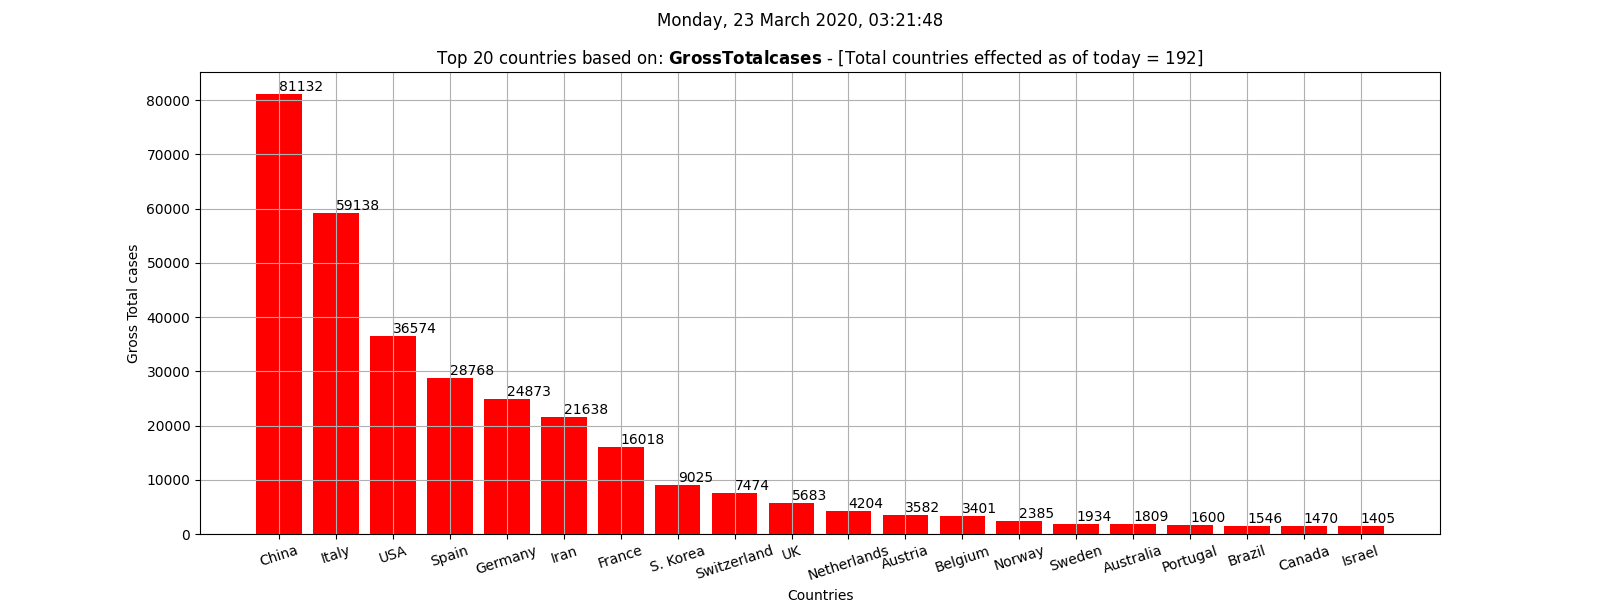 Monday, 23 March 2020, 03:21:48
Top 20 countries based on: GrossTotalcases - [Total countries effected as of today = 192]
Gross Total cases
80000
70000
60000
50000
40000
30000
20000
10000
0
81132
59138
36574
28768
24873
21638
16018
9025
7474
5683
4204
3582
3401
2385
1934
1809
1600
1546
1470
1405
China
Italy
USA
Spain
Germany
Iran
France
S. Korea
Switzerland
UK
Netherlands
Austria
Belgium
Norway
Sweden
Australia
Portugal
Brazil
Canada
Israel
Countries